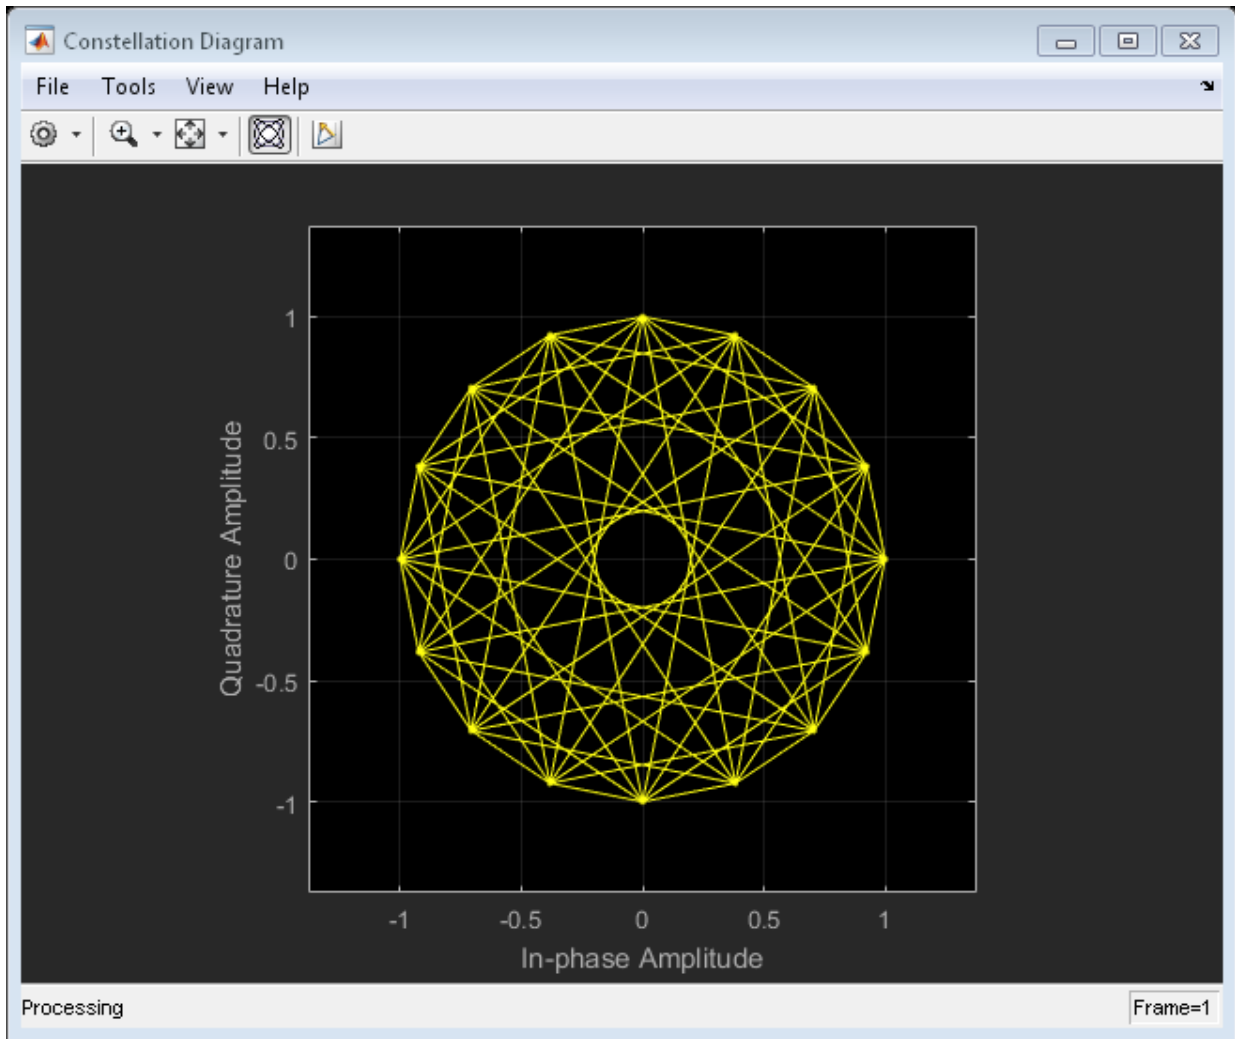 Constellation Diagram
File Tools View Help
Quadrature Amplitude
1
0.5
0
-0.5
-1
-1 -0.5 0 0.5 1
In-phase Amplitude
Processing Frame=1